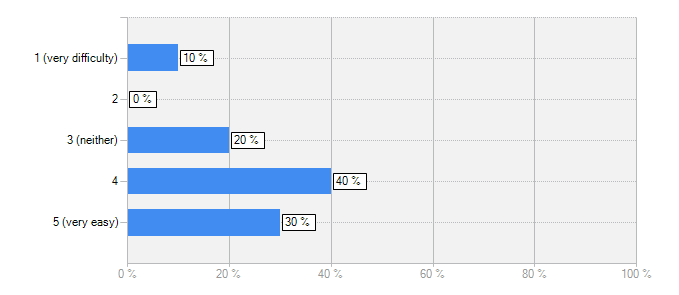 1 (very difficulty) 10 %
2 0 %
3 (neither) 20 %
4 40 %
5 (very easy) 30 %
0 % 20 % 40 % 60 % 80 % 100 %